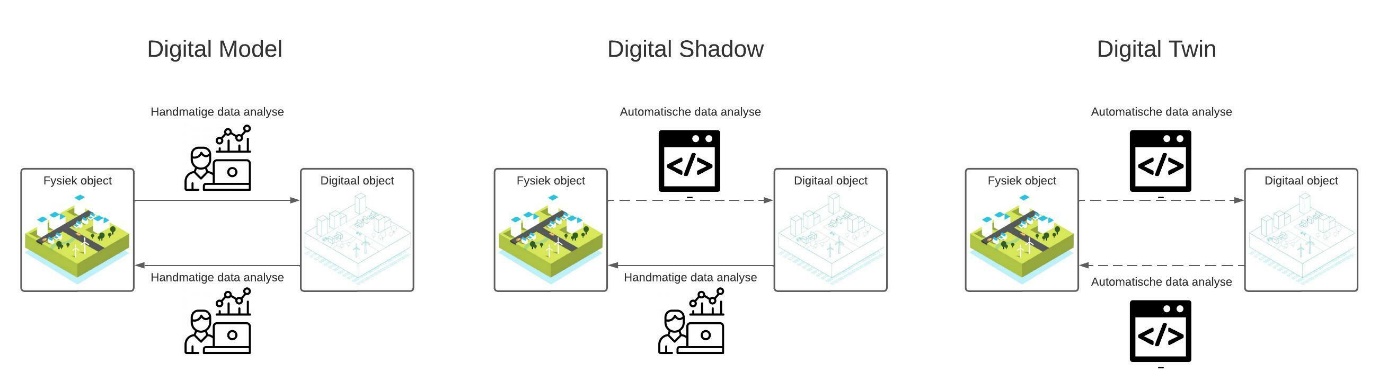 Digital Model
Digital Shadow
Digital Twin
Handmatige data analyse
Automatische data analyse
Automatische data analyse
</>
</>
Fysiek object
Digitaal object
Fysiek object
Digitaal object
Fysiek object
Digitaal object
Handmatige data analyse
Handmatige data analyse
Automatische data analyse
</>